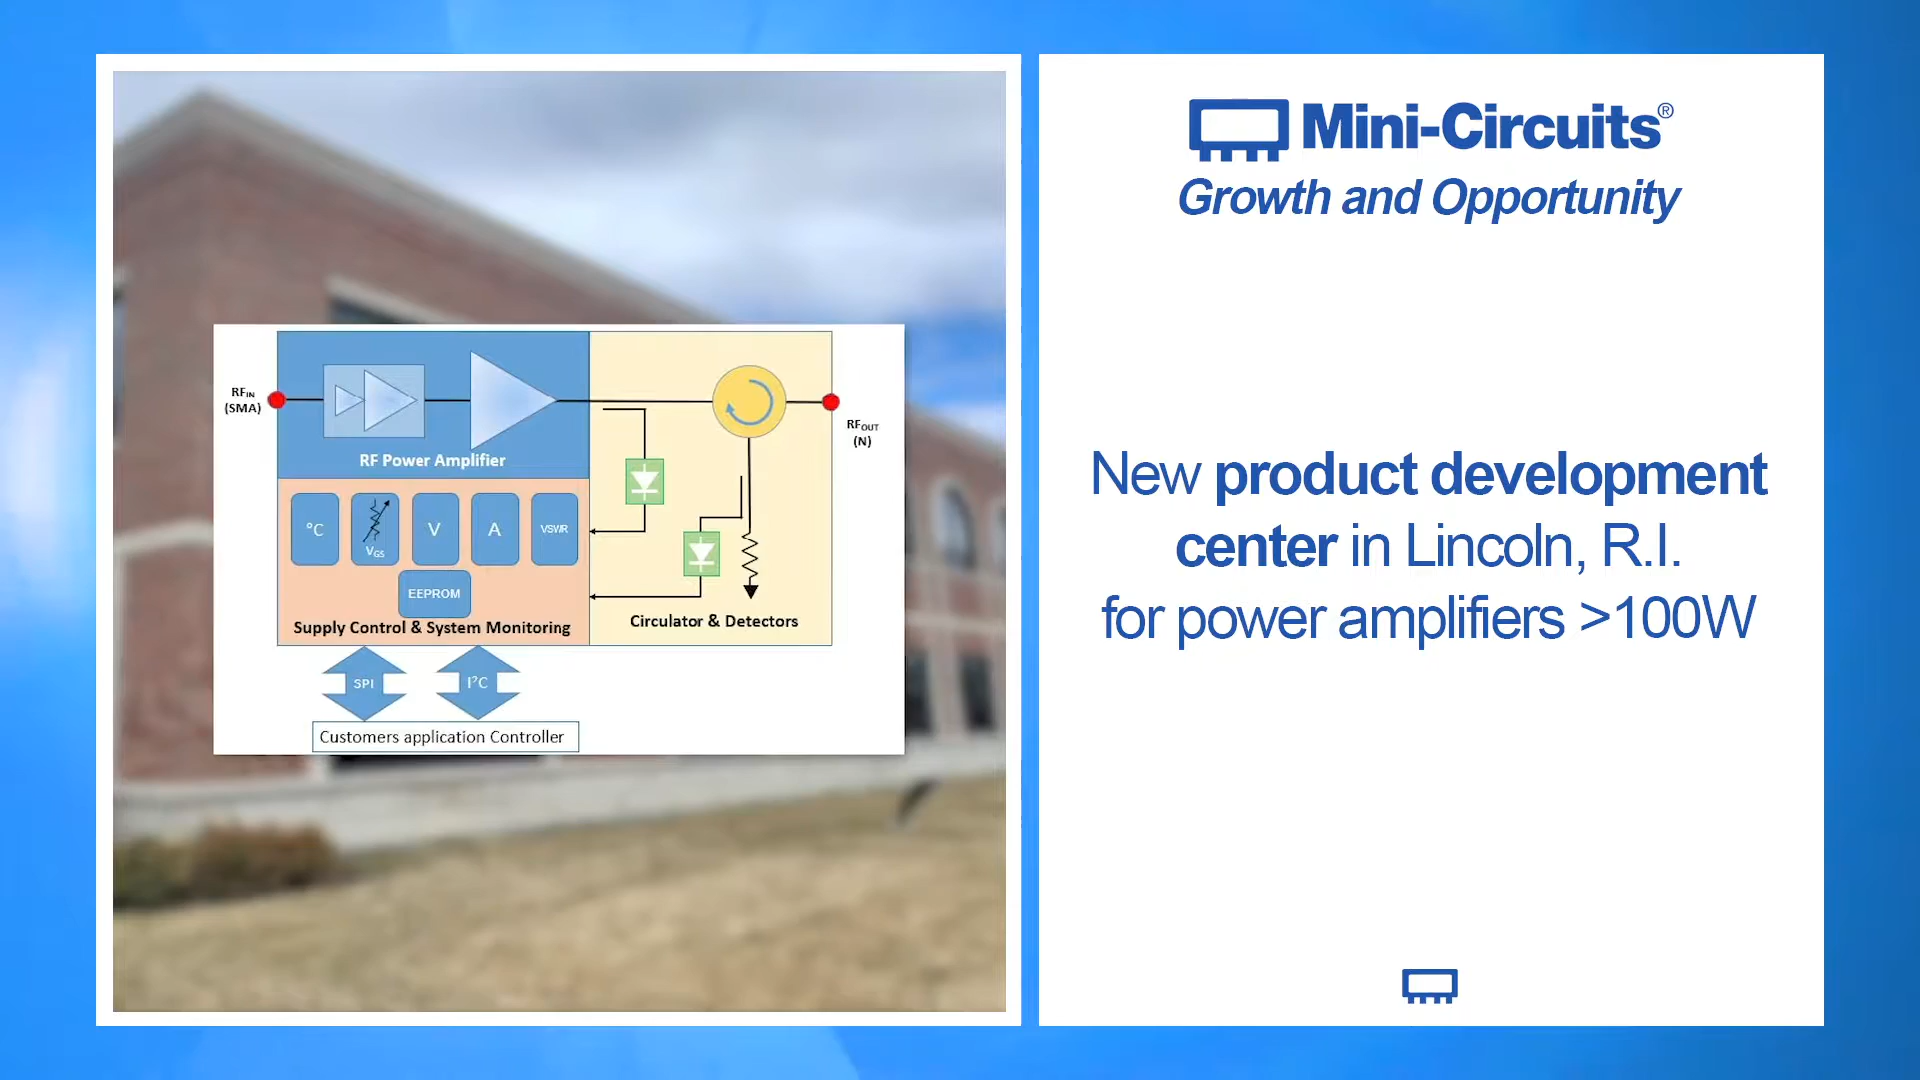 RFIN
(SMA)
RF Power Amplifier
RFOUT
(N)
°C
VGS
V
A
VSWR
EEPROM
Supply Control & System Monitoring
Circulator & Detectors
SPI
I²C
Customers application Controller
Mini-Circuits®
Growth and Opportunity
New product development
center in Lincoln, R.I.
for power amplifiers >100W